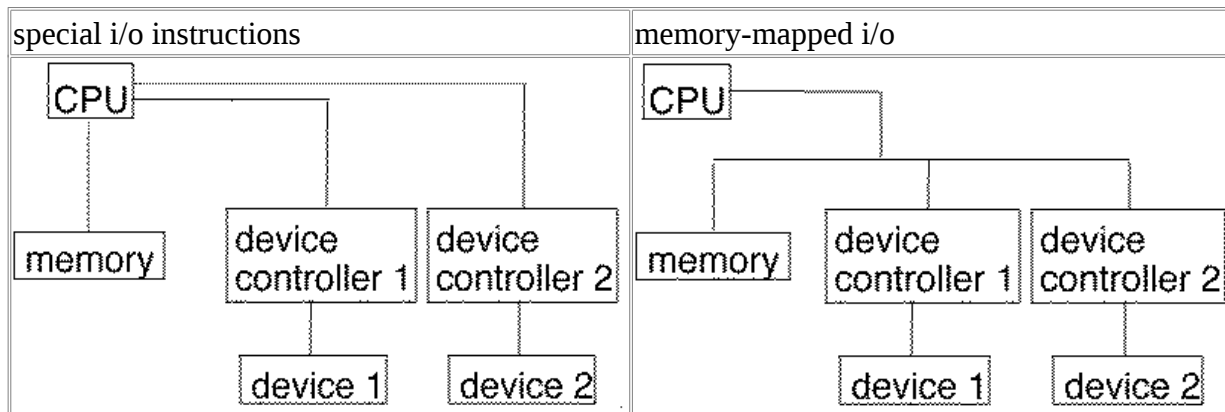 special i/o instructions
memory-mapped i/o
CPU
memory
device
controller 1
device
controller 2
device 1
device 2
CPU
memory
device
controller 1
device
controller 2
device 1
device 2